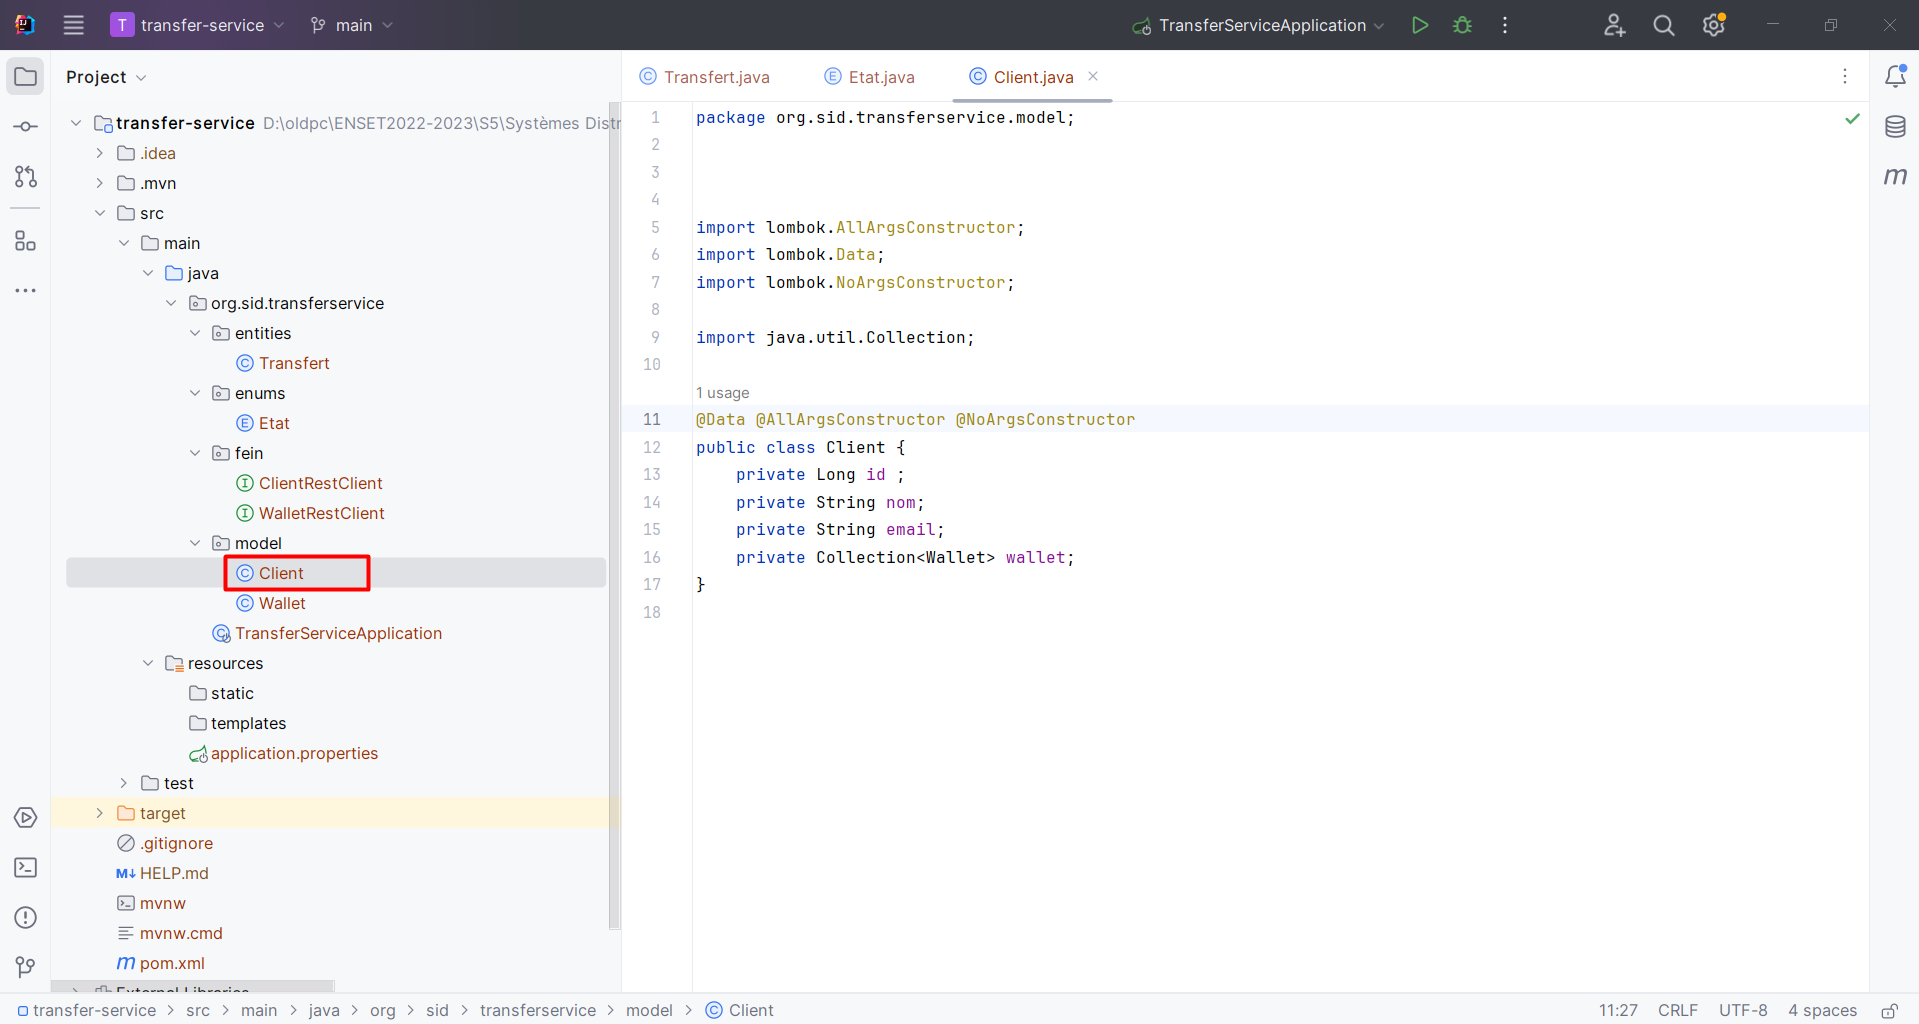 T transfer-service main TransferServiceApplication
Project
transfer-service D:\oldpc\ENSET2022-2023\S5\Systèmes Distr
.idea
.mvn
src
main
java
org.sid.transferservice
entities
Transfert
enums
Etat
fein
ClientRestClient
WalletRestClient
model
Client
Wallet
TransferServiceApplication
resources
static
templates
application.properties
test
target
.gitignore
HELP.md
mvnw
mvnw.cmd
pom.xml
External Libraries
Transfert.java Etat.java Client.java
1 package org.sid.transferservice.model;
2
3
4
5 import lombok.AllArgsConstructor;
6 import lombok.Data;
7 import lombok.NoArgsConstructor;
8
9 import java.util.Collection;
10
1 usage
11 @Data @AllArgsConstructor @NoArgsConstructor
12 public class Client {
13 private Long id ;
14 private String nom;
15 private String email;
16 private Collection<Wallet> wallet;
17 }
18
transfer-service > src > main > java > org > sid > transferservice > model > Client 11:27 CRLF UTF-8 4 spaces